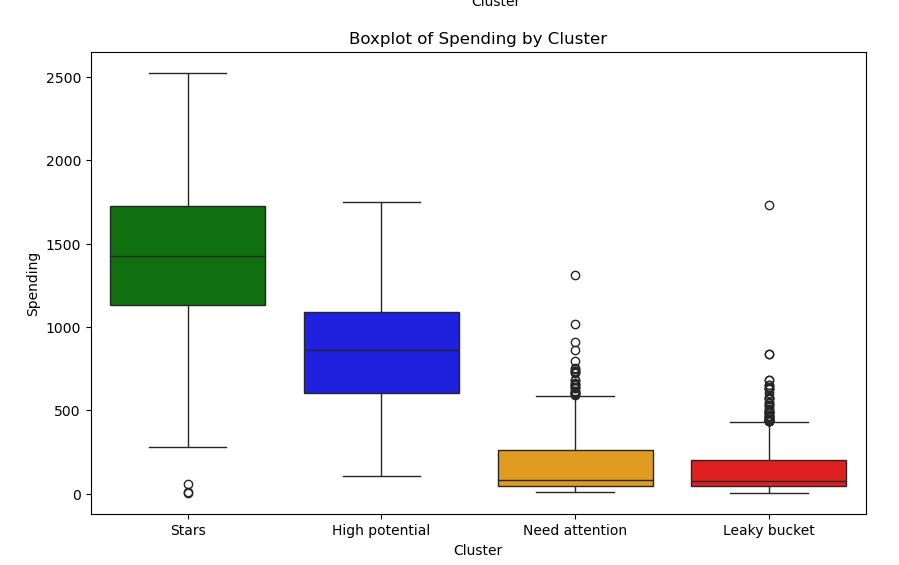 Cluster
Boxplot of Spending by Cluster
2500
2000
1500
1000
500
0
Spending
Stars
High potential
Need attention
Leaky bucket
Cluster